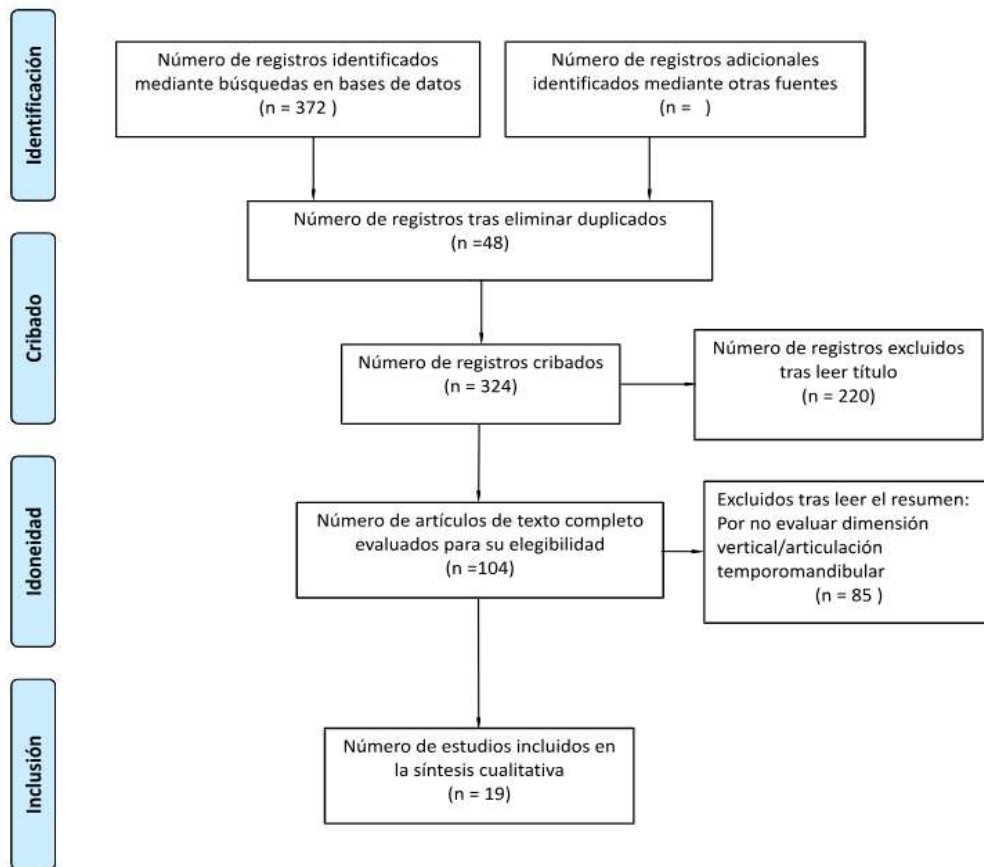 Identificación
Número de registros identificados
mediante búsquedas en bases de datos
(n = 372 )
Número de registros adicionales
identificados mediante otras fuentes
(n =   )
Número de registros tras eliminar duplicados
(n =48)
Cribado
Número de registros cribados
(n = 324)
Número de registros excluidos
tras leer título
(n = 220)
Idoneidad
Número de artículos de texto completo
evaluados para su elegibilidad
(n =104)
Excluidos tras leer el resumen:
Por no evaluar dimensión
vertical/articulación
temporomandibular
(n = 85 )
Inclusión
Número de estudios incluidos en
la síntesis cualitativa
(n = 19)